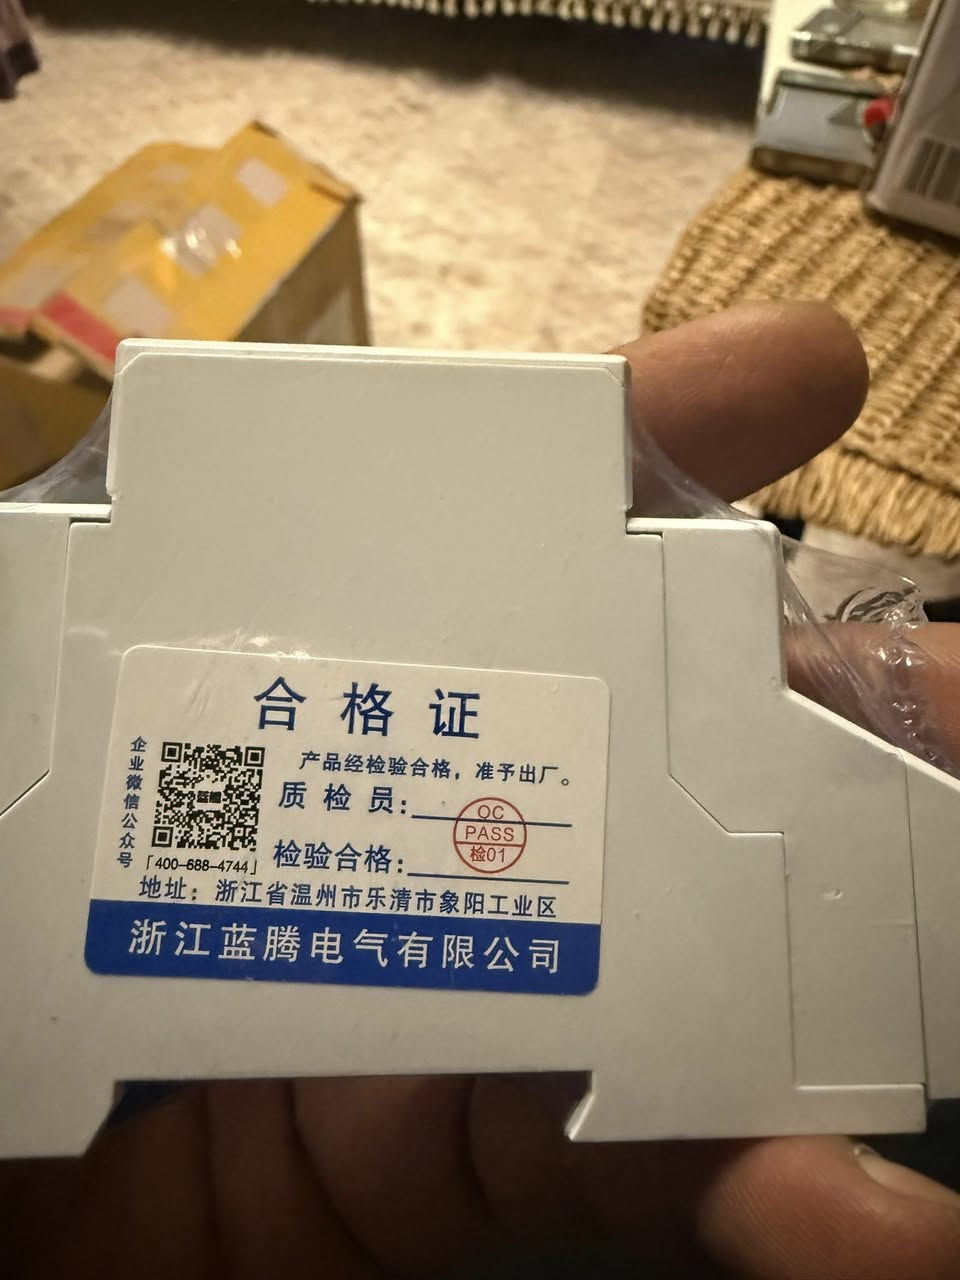 合格证
企业微信公众号
产品经检验合格，准予出厂。
质检员：
QC
PASS
检01
检验合格：
「400-688-4744」
地址：浙江省温州市乐清市象阳工业区
浙江蓝腾电气有限公司